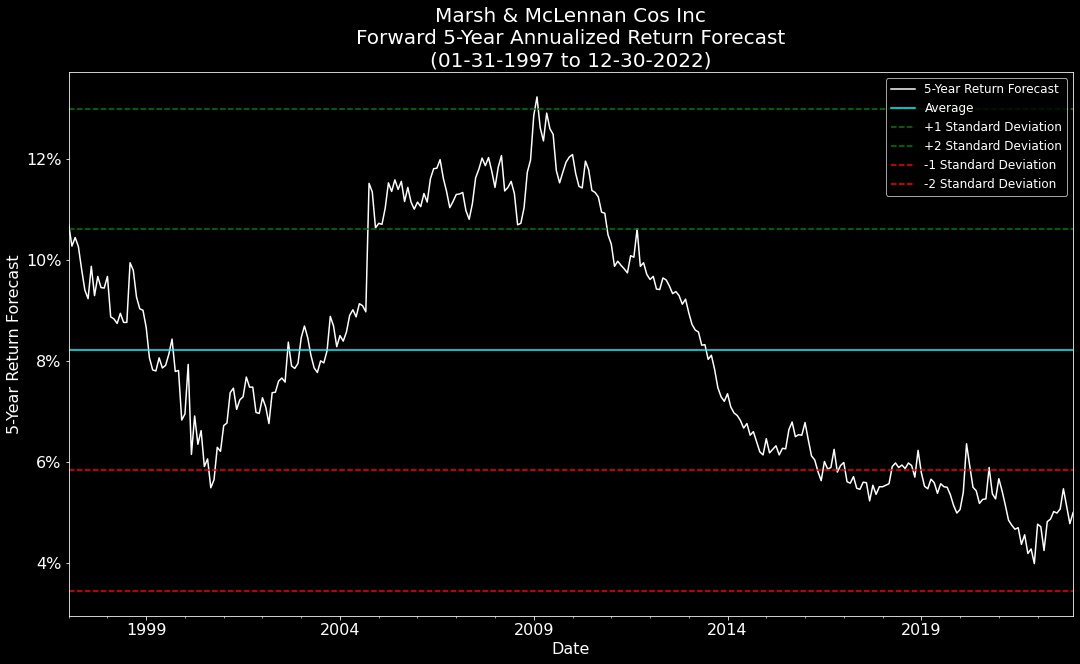 Marsh & McLennan Cos Inc
Forward 5-Year Annualized Return Forecast
(01-31-1997 to 12-30-2022)
5-Year Return Forecast
Average
+1 Standard Deviation
+2 Standard Deviation
-1 Standard Deviation
-2 Standard Deviation
12%
10%
8%
6%
4%
5-Year Return Forecast
1999
2004
2009
2014
2019
Date